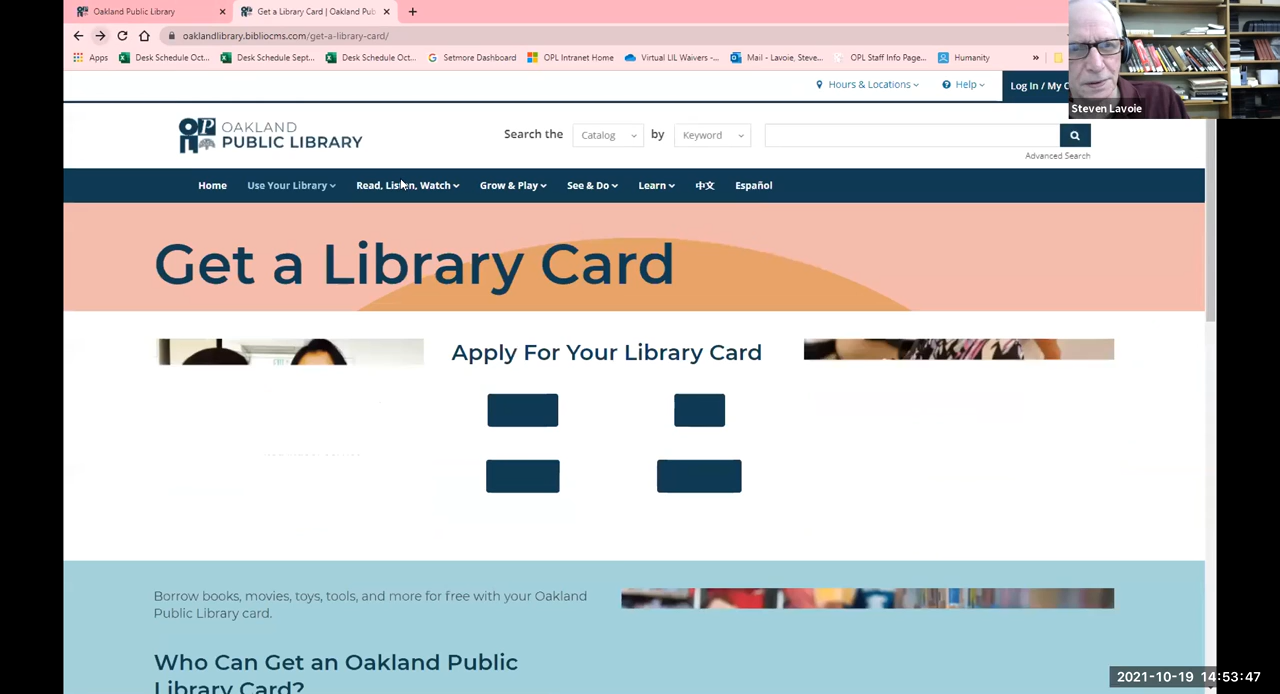 Oakland Public Library
Get a Library Card | Oakland Pub
oaklandlibrary.bibliocms.com/get-a-library-card/
Apps Desk Schedule Oct... Desk Schedule Sept... Desk Schedule Oct... Setmore Dashboard OPL Intranet Home Virtual LIL Waivers -... Mail - Lavoie, Steve... OPL Staff Info Page... Humanity »
Steven Lavoie
Hours & Locations Help Log In / My
OAKLAND
PUBLIC LIBRARY
Search the Catalog by Keyword
Advanced Search
Home Use Your Library Read, Listen, Watch Grow & Play See & Do Learn 中文 Español
Get a Library Card
Apply For Your Library Card
Borrow books, movies, toys, tools, and more for free with your Oakland
Public Library card.
Who Can Get an Oakland Public
Library Card?
2021-10-19 14:53:47